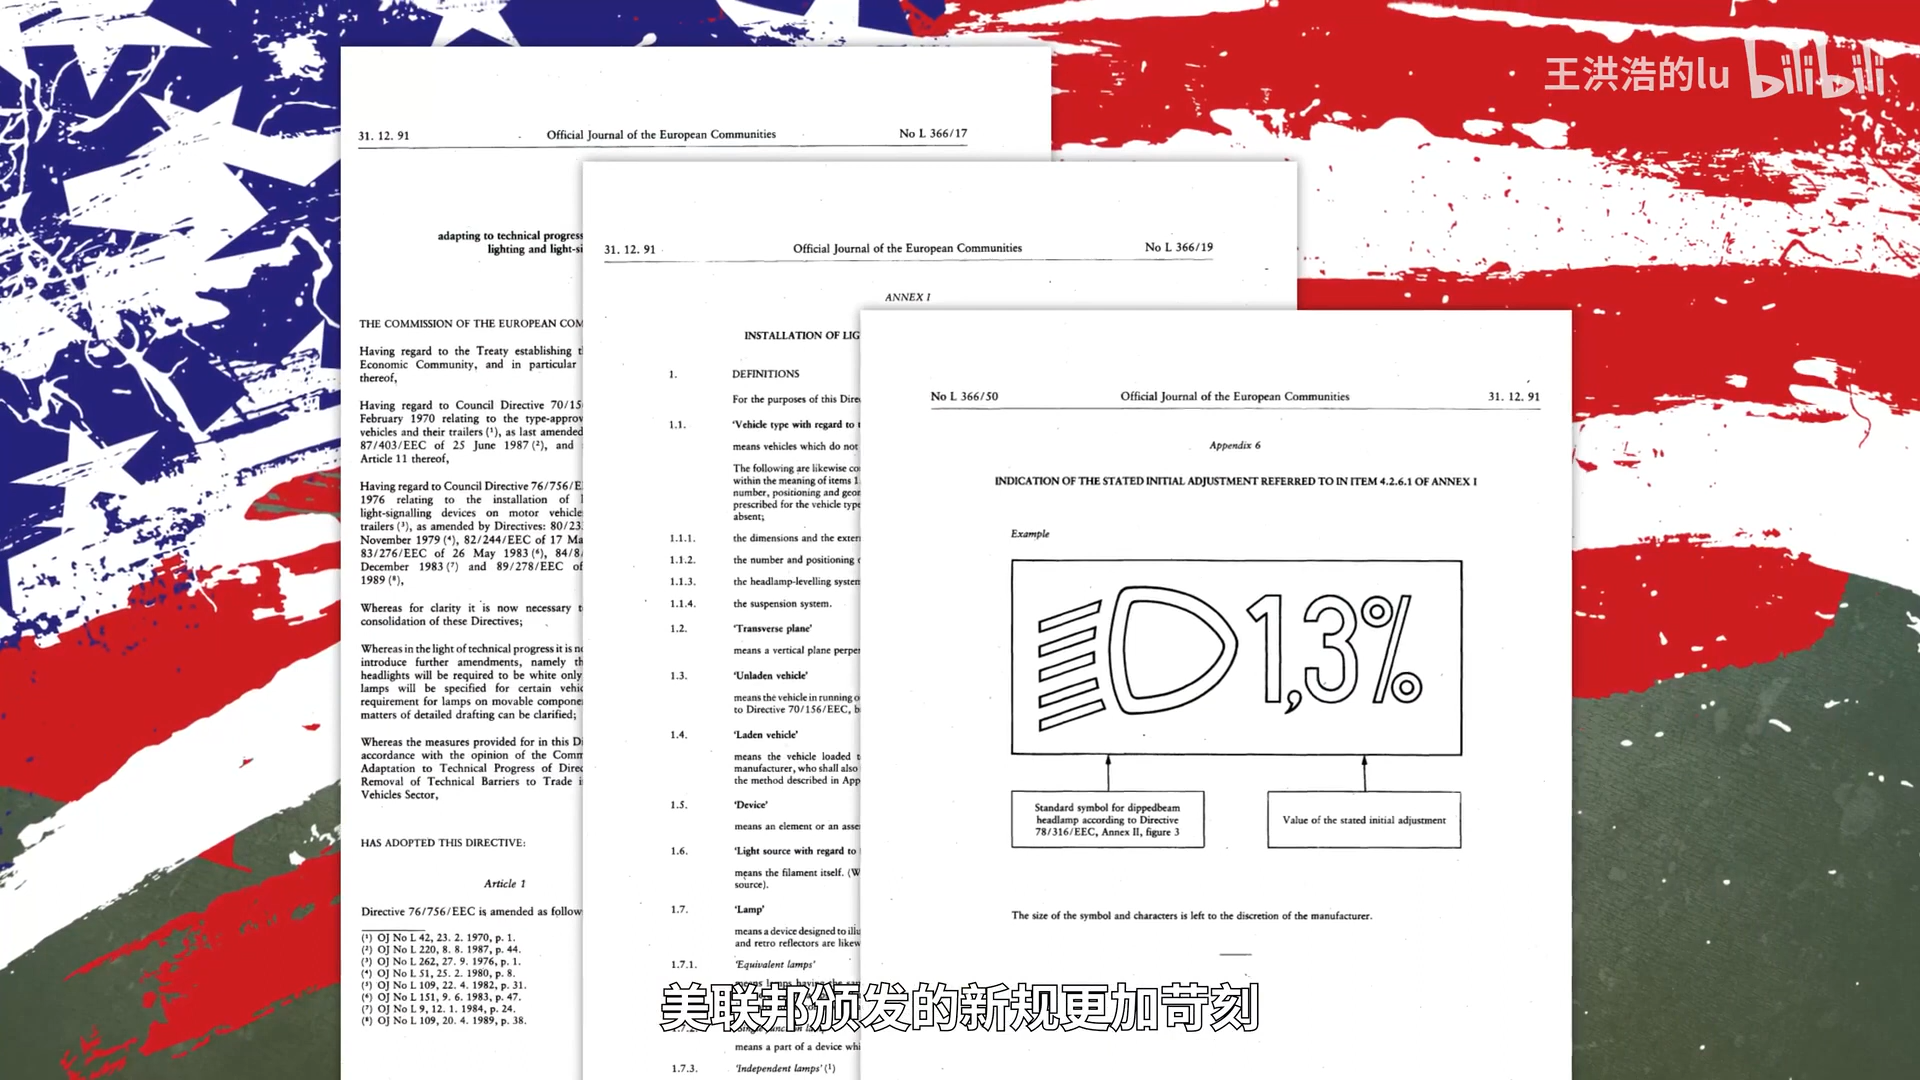 王洪浩的lu bilibili
31. 12. 91 Official Journal of the European Communities No L 366/17
adapting to technical progress
lighting and light-si
THE COMMISSION OF THE EUROPEAN COM
Having regard to the Treaty establishing t
Economic Community, and in particular
thereof,
Having regard to Council Directive 70/15
February 1970 relating to the type-approv
vehicles and their trailers (¹), as last amended
87/403/EEC of 25 June 1987 (²), and
Article 11 thereof,
Having regard to Council Directive 76/756/E
1976 relating to the installation of l
light-signalling devices on motor vehicle
trailers (³), as amended by Directives: 80/23
November 1979 (⁴), 82/244/EEC of 17 Ma
83/276/EEC of 26 May 1983 (⁶), 84/8
December 1983 (⁷) and 89/278/EEC of
1989 (⁸),
Whereas for clarity it is now necessary t
consolidation of these Directives;
Whereas in the light of technical progress it is n
introduce further amendments, namely th
headlights will be required to be white only
lamps will be specified for certain vehic
requirement for lamps on movable compone
matters of detailed drafting can be clarified;
Whereas the measures provided for in this Di
accordance with the opinion of the Comm
Adaptation to Technical Progress of Direc
Removal of Technical Barriers to Trade i
Vehicles Sector,
HAS ADOPTED THIS DIRECTIVE:
Article 1
Directive 76/756/EEC is amended as follow
(¹) OJ No L 42, 23. 2. 1970, p. 1.
(²) OJ No L 220, 8. 8. 1987, p. 44.
(³) OJ No L 262, 27. 9. 1976, p. 1.
(⁴) OJ No L 51, 25. 2. 1980, p. 8.
(⁵) OJ No L 109, 22. 4. 1982, p. 31.
(⁶) OJ No L 151, 9. 6. 1983, p. 47.
(⁷) OJ No L 9, 12. 1. 1984, p. 24.
(⁸) OJ No L 109, 20. 4. 1989, p. 38.
31. 12. 91 Official Journal of the European Communities No L 366/19
ANNEX I
INSTALLATION OF LIG
1. DEFINITIONS
For the purposes of this Dire
1.1. 'Vehicle type with regard to t
means vehicles which do not
The following are likewise co
within the meaning of items 1
number, positioning and geor
prescribed for the vehicle type
absent;
1.1.1. the dimensions and the exter
1.1.2. the number and positioning
1.1.3. the headlamp-levelling system
1.1.4. the suspension system.
1.2. 'Transverse plane'
means a vertical plane perpe
1.3. 'Unladen vehicle'
means the vehicle in running o
to Directive 70/156/EEC, b
1.4. 'Laden vehicle'
means the vehicle loaded t
manufacturer, who shall also
the method described in App
1.5. 'Device'
means an element or an asse
1.6. 'Light source with regard to
means the filament itself. (W
source).
1.7. 'Lamp'
means a device designed to illu
and retro reflectors are likew
1.7.1. 'Equivalent lamps'
means lamps having the sam
1.7.2.
means a part of a device whi
1.7.3. 'Independent lamps' (¹)
No L 366/50 Official Journal of the European Communities 31. 12. 91
Appendix 6
INDICATION OF THE STATED INITIAL ADJUSTMENT REFERRED TO IN ITEM 4.2.6.1 OF ANNEX I
Example
1,3%
Standard symbol for dippedbeam
headlamp according to Directive
78/316/EEC, Annex II, figure 3
Value of the stated initial adjustment
The size of the symbol and characters is left to the discretion of the manufacturer.
美联邦颁发的新规更加苛刻